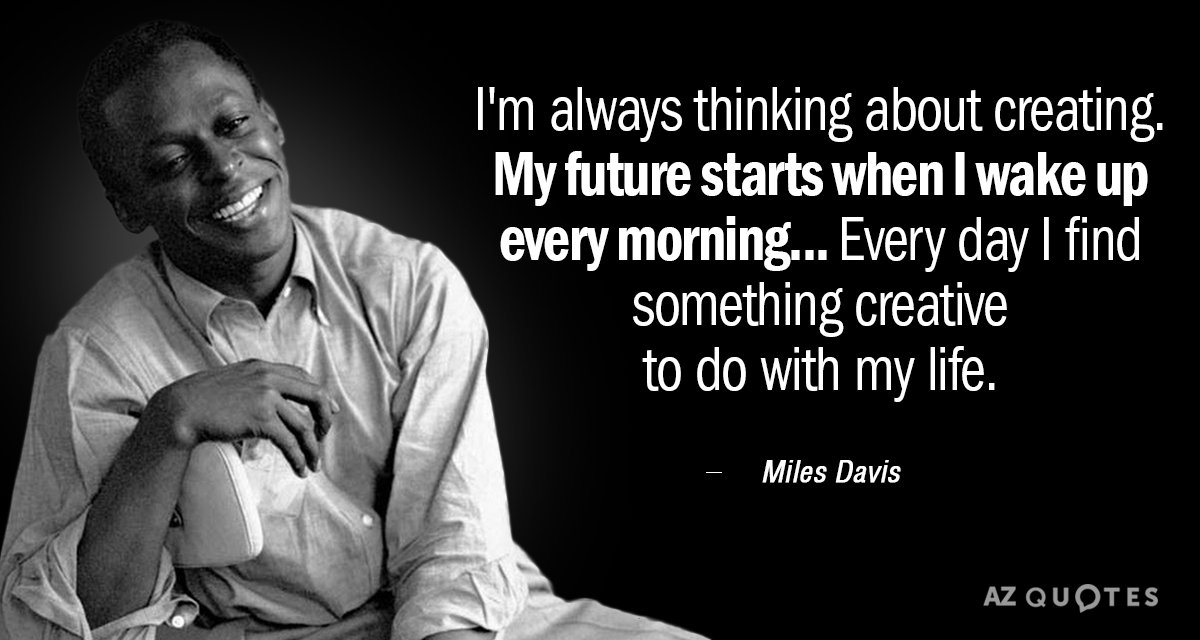 I'm always thinking about creating.
My future starts when I wake up
every morning... Every day I find
something creative
to do with my life.
— Miles Davis
AZ QUOTES